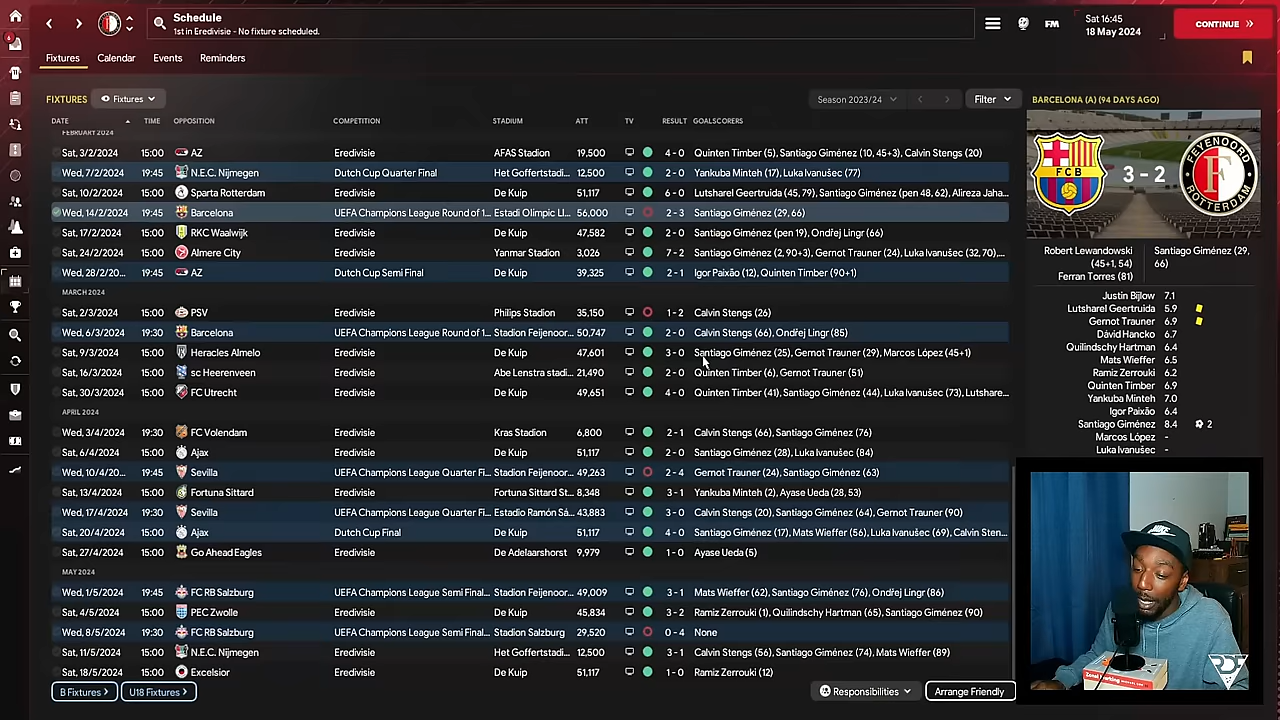 Schedule
1st in Eredivisie - No fixture scheduled.
FM
Sat 16:45
18 May 2024
CONTINUE
Fixtures Calendar Events Reminders
FIXTURES Fixtures Season 2023/24 Filter
DATE TIME OPPOSITION COMPETITION STADIUM ATT TV RESULT GOALSCORERS
FEBRUARY 2024
Sat, 3/2/2024 15:00 AZ Eredivisie AFAS Stadion 19,500 4 - 0 Quinten Timber (5), Santiago Giménez (10, 45+3), Calvin Stengs (20)
Wed, 7/2/2024 19:45 N.E.C. Nijmegen Dutch Cup Quarter Final Het Goffertstadi... 12,500 2 - 0 Yankuba Minteh (17), Luka Ivanušec (77)
Sat, 10/2/2024 15:00 Sparta Rotterdam Eredivisie De Kuip 51,117 6 - 0 Lutsharel Geertruida (45, 79), Santiago Giménez (pen 48, 62), Alireza Jaha...
Wed, 14/2/2024 19:45 Barcelona UEFA Champions League Round of 1... Estadi Olímpic Ll... 56,000 2 - 3 Santiago Giménez (29, 66)
Sat, 17/2/2024 15:00 RKC Waalwijk Eredivisie De Kuip 47,582 2 - 0 Santiago Giménez (pen 19), Ondřej Lingr (66)
Sat, 24/2/2024 15:00 Almere City Eredivisie Yanmar Stadion 3,026 7 - 2 Santiago Giménez (2, 90+3), Gernot Trauner (24), Luka Ivanušec (32, 70),...
Wed, 28/2/20... 19:45 AZ Dutch Cup Semi Final De Kuip 39,325 2 - 1 Igor Paixão (12), Quinten Timber (90+1)
MARCH 2024
Sat, 2/3/2024 15:00 PSV Eredivisie Philips Stadion 35,150 1 - 2 Calvin Stengs (26)
Wed, 6/3/2024 19:30 Barcelona UEFA Champions League Round of 1... Stadion Feijenoor... 50,747 2 - 0 Calvin Stengs (66), Ondřej Lingr (85)
Sat, 9/3/2024 15:00 Heracles Almelo Eredivisie De Kuip 47,601 3 - 0 Santiago Giménez (25), Gernot Trauner (29), Marcos López (45+1)
Sat, 16/3/2024 15:00 sc Heerenveen Eredivisie Abe Lenstra stadi... 21,490 2 - 0 Quinten Timber (6), Gernot Trauner (51)
Sat, 30/3/2024 15:00 FC Utrecht Eredivisie De Kuip 49,651 4 - 0 Quinten Timber (41), Santiago Giménez (44), Luka Ivanušec (73), Lutshare...
APRIL 2024
Wed, 3/4/2024 19:30 FC Volendam Eredivisie Kras Stadion 6,800 2 - 1 Calvin Stengs (66), Santiago Giménez (76)
Sat, 6/4/2024 15:00 Ajax Eredivisie De Kuip 51,117 2 - 0 Santiago Giménez (28), Luka Ivanušec (84)
Wed, 10/4/20... 19:45 Sevilla UEFA Champions League Quarter Fi... Stadion Feijenoor... 49,263 2 - 4 Gernot Trauner (24), Santiago Giménez (63)
Sat, 13/4/2024 15:00 Fortuna Sittard Eredivisie Fortuna Sittard St... 8,348 3 - 1 Yankuba Minteh (2), Ayase Ueda (28, 53)
Wed, 17/4/2024 19:30 Sevilla UEFA Champions League Quarter Fi... Estadio Ramón Sá... 43,883 3 - 0 Calvin Stengs (20), Santiago Giménez (64), Gernot Trauner (90)
Sat, 20/4/2024 15:00 Ajax Dutch Cup Final De Kuip 51,117 4 - 0 Santiago Giménez (17), Mats Wieffer (56), Luka Ivanušec (69), Calvin Sten...
Sat, 27/4/2024 15:00 Go Ahead Eagles Eredivisie De Adelaarshorst 9,979 1 - 0 Ayase Ueda (5)
MAY 2024
Wed, 1/5/2024 19:45 FC RB Salzburg UEFA Champions League Semi Final... Stadion Feijenoor... 49,009 3 - 1 Mats Wieffer (62), Santiago Giménez (76), Ondřej Lingr (86)
Sat, 4/5/2024 15:00 PEC Zwolle Eredivisie De Kuip 45,834 3 - 2 Ramiz Zerrouki (1), Quilindschy Hartman (65), Santiago Giménez (90)
Wed, 8/5/2024 19:30 FC RB Salzburg UEFA Champions League Semi Final... Stadion Salzburg 29,520 0 - 4 None
Sat, 11/5/2024 15:00 N.E.C. Nijmegen Eredivisie Het Goffertstadi... 12,500 3 - 1 Calvin Stengs (56), Santiago Giménez (74), Mats Wieffer (89)
Sat, 18/5/2024 15:00 Excelsior Eredivisie De Kuip 51,117 1 - 0 Ramiz Zerrouki (12)
B Fixtures U18 Fixtures Responsibilities Arrange Friendly
BARCELONA (A) (94 DAYS AGO)
FCB
3 - 2
FEYENOORD
ROTTERDAM
Robert Lewandowski
(45+1, 54)
Ferran Torres (81)
Santiago Giménez (29,
66)
Justin Bijlow 7.1
Lutsharel Geertruida 5.9
Gernot Trauner 6.9
Dávid Hancko 6.7
Quilindschy Hartman 6.4
Mats Wieffer 6.5
Ramiz Zerrouki 6.2
Quinten Timber 6.9
Yankuba Minteh 7.0
Igor Paixão 6.4
Santiago Giménez 8.4 2
Marcos López -
Luka Ivanušec -
RDF